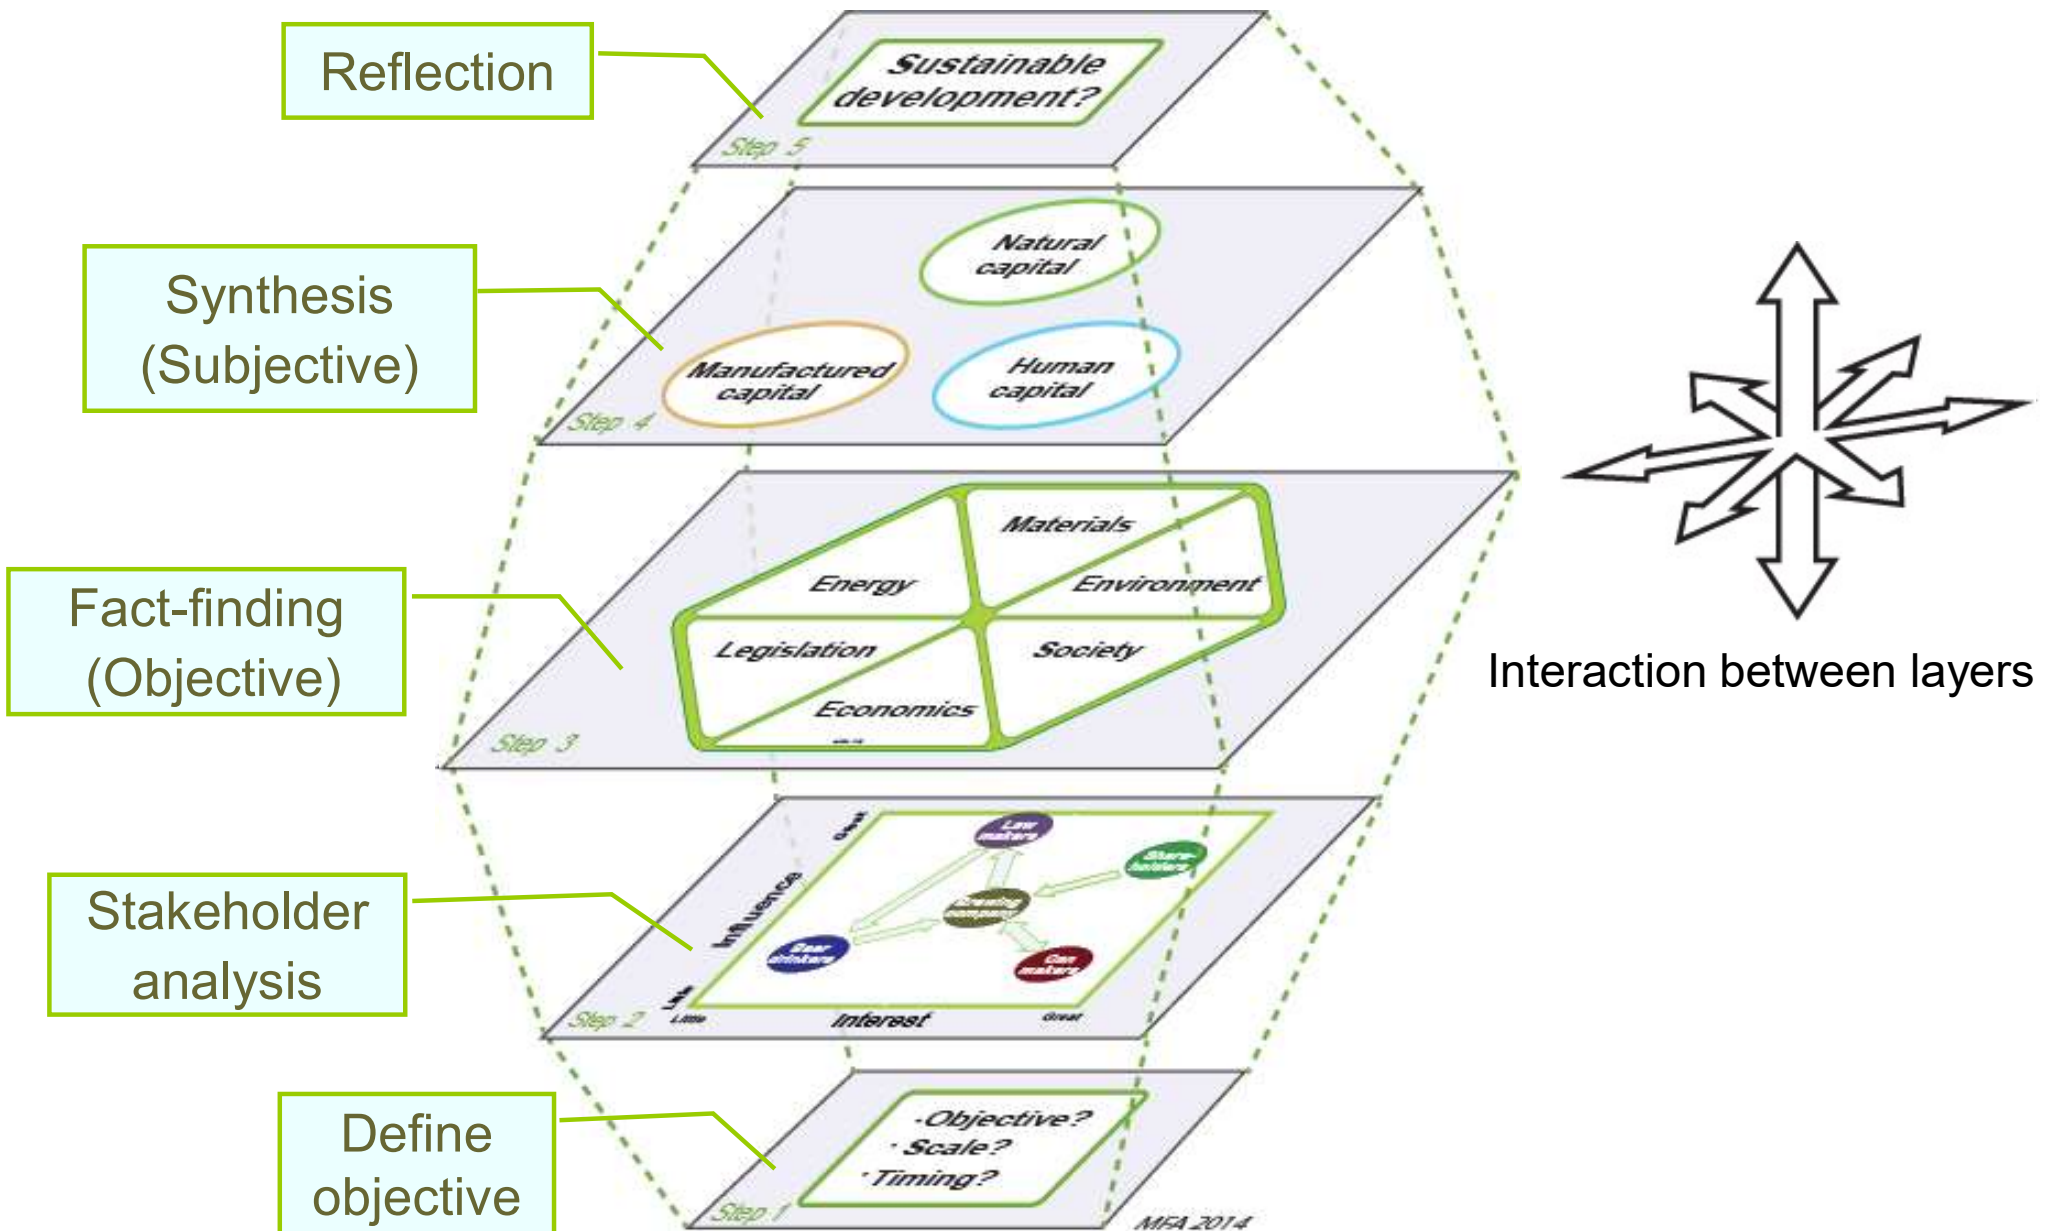 Reflection
Sustainable
development?
Step 5
Synthesis
(Subjective)
Natural
capital
Manufactured
capital
Human
capital
Step 4
Fact-finding
(Objective)
Materials
Energy
Environment
Legislation
Society
Economics
Step 3
Interaction between layers
Stakeholder
analysis
Great
Influence
Little
Law
makers
Share-
holders
Brewing
company
Beer
drinkers
Can
makers
Step 2
Little
Interest
Great
Define
objective
·Objective?
· Scale?
·Timing?
Step 1
MFA 2014